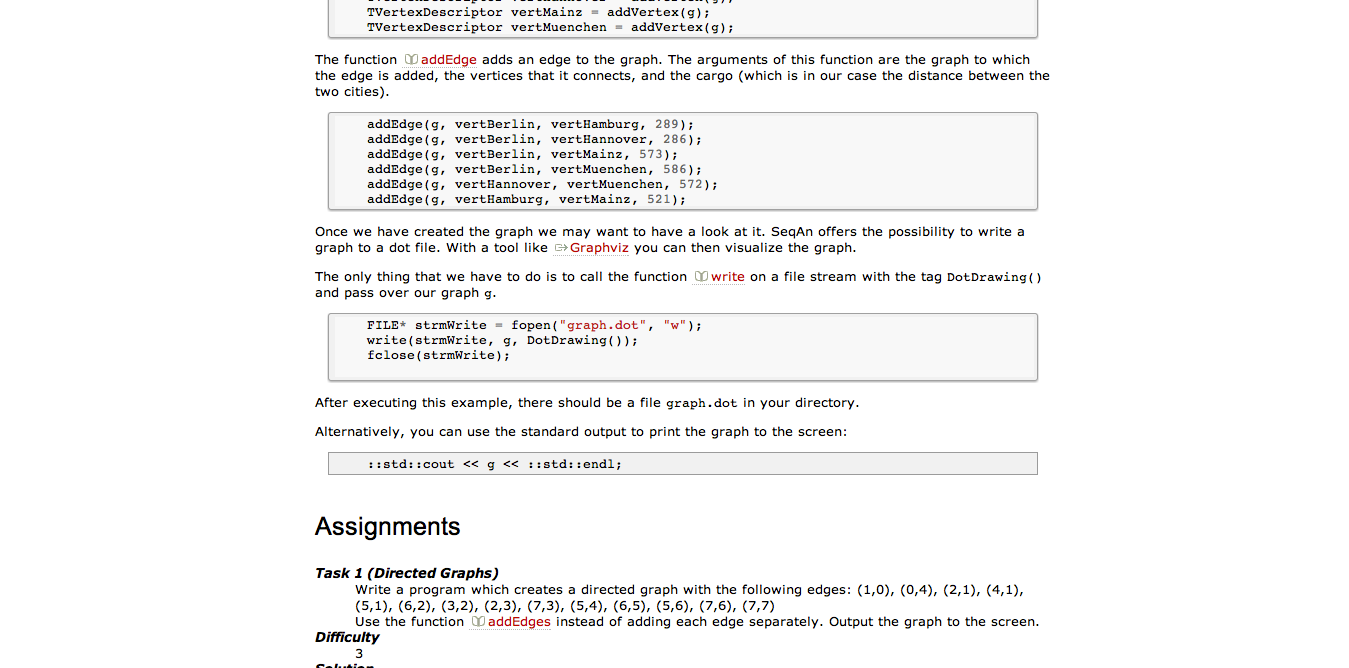 TVertexDescriptor vertMainz = addVertex(g);
TVertexDescriptor vertMuenchen = addVertex(g);
The function addEdge adds an edge to the graph. The arguments of this function are the graph to which
the edge is added, the vertices that it connects, and the cargo (which is in our case the distance between the
two cities).
addEdge(g, vertBerlin, vertHamburg, 289);
addEdge(g, vertBerlin, vertHannover, 286);
addEdge(g, vertBerlin, vertMainz, 573);
addEdge(g, vertBerlin, vertMuenchen, 586);
addEdge(g, vertHannover, vertMuenchen, 572);
addEdge(g, vertHamburg, vertMainz, 521);
Once we have created the graph we may want to have a look at it. SeqAn offers the possibility to write a
graph to a dot file. With a tool like Graphviz you can then visualize the graph.
The only thing that we have to do is to call the function write on a file stream with the tag DotDrawing()
and pass over our graph g.
FILE* strmWrite = fopen("graph.dot", "w");
write(strmWrite, g, DotDrawing());
fclose(strmWrite);
After executing this example, there should be a file graph.dot in your directory.
Alternatively, you can use the standard output to print the graph to the screen:
::std::cout << g << ::std::endl;
Assignments
Task 1 (Directed Graphs)
Write a program which creates a directed graph with the following edges: (1,0), (0,4), (2,1), (4,1),
(5,1), (6,2), (3,2), (2,3), (7,3), (5,4), (6,5), (5,6), (7,6), (7,7)
Use the function addEdges instead of adding each edge separately. Output the graph to the screen.
Difficulty
3
Solution